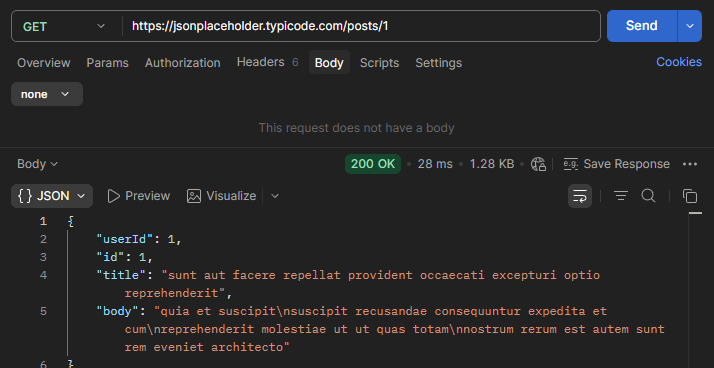 GET https://jsonplaceholder.typicode.com/posts/1 Send
Overview Params Authorization Headers 6 Body Scripts Settings Cookies
none
This request does not have a body
Body 200 OK • 28 ms • 1.28 KB • e.g. Save Response
{} JSON Preview Visualize
1 {
2 "userId": 1,
3 "id": 1,
4 "title": "sunt aut facere repellat provident occaecati excepturi optio
reprehenderit",
5 "body": "quia et suscipit\nsuscipit recusandae consequuntur expedita et
cum\nreprehenderit molestiae ut ut quas totam\nnostrum rerum est autem sunt
rem eveniet architecto"
6 }